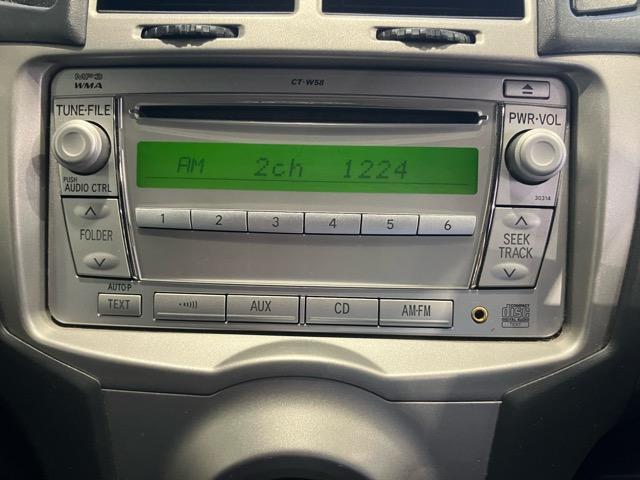 MP3
WMA
CT-W58
TUNE·FILE
PWR·VOL
AM 2ch 1224
PUSH
AUDIO CTRL
30314
1 2 3 4 5 6
FOLDER
SEEK
TRACK
AUTO·P
TEXT
AUX
CD
AM·FM
COMPACT
DISC
DIGITAL AUDIO
TEXT